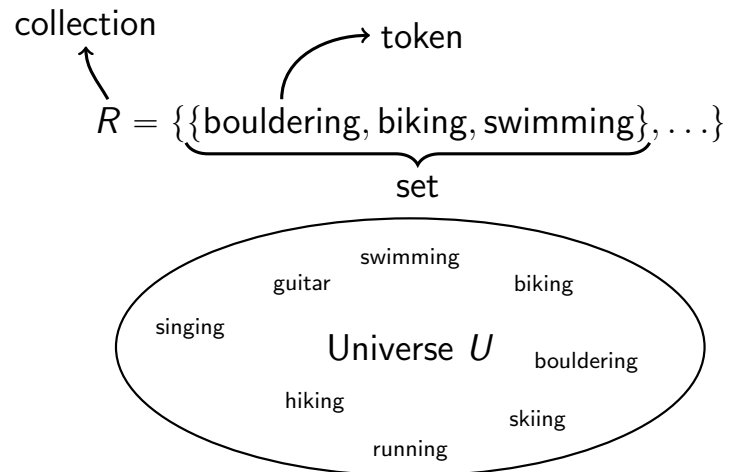 collection
token
R = {{bouldering, biking, swimming}, ...}
set
swimming
guitar
biking
singing
Universe U
bouldering
hiking
skiing
running